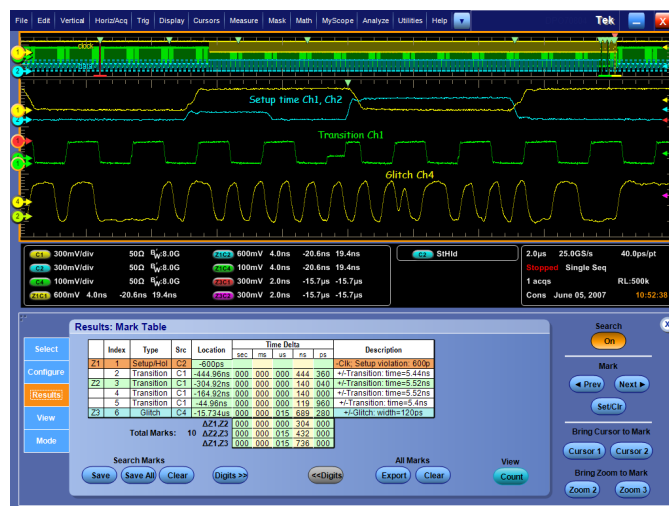 File Edit Vertical Horiz/Acq Trig Display Cursors Measure Mask Math MyScope Analyze Utilities Help Tek X
clock
Setup time Ch1, Ch2
Transition Ch1
Glitch Ch4
C1 300mV/div 50Ω 8.0G Z1C2 600mV 4.0ns -20.6ns 19.4ns C2 StHld 2.0µs 25.0GS/s 40.0ps/pt
C2 300mV/div 50Ω 8.0G Z1C4 100mV 4.0ns -20.6ns 19.4ns Stopped Single Seq
C4 100mV/div 50Ω 8.0G 300mV 2.0ns -15.7µs -15.7µs 1 acqs RL:500k
Z1C1 600mV 4.0ns -20.6ns 19.4ns 300mV 2.0ns -15.7µs -15.7µs Cons June 05, 2007 10:52:38
Results: Mark Table
Select
Configure
Results
View
Mode
Index Type Src Location Time Delta Description
sec ms us ns ps
Z1 1 Setup/Hol C2 -600ps -Clk; Setup violation: 600p
2 Transition C1 -444.96ns 000 000 000 444 360 +/-Transition: time=5.44ns
Z2 3 Transition C1 -304.92ns 000 000 000 140 040 +/-Transition: time=5.52ns
4 Transition C1 -164.92ns 000 000 000 140 000 +/-Transition: time=5.52ns
5 Transition C1 -44.96ns 000 000 000 119 960 +/-Transition: time=5.4ns
Z3 6 Glitch C4 -15.734us 000 000 015 689 280 +/-Glitch: width=120ps
ΔZ1.Z2 000 000 000 304 000
Total Marks: 10 ΔZ2.Z3 000 000 015 432 000
ΔZ1.Z3 000 000 015 736 000
Search Marks
Save Save All Clear Digits >> <<Digits
All Marks
Export Clear
View
Count
Search
On
Mark
◄ Prev Next ►
Set/Clr
Bring Cursor to Mark
Cursor 1 Cursor 2
Bring Zoom to Mark
Zoom 2 Zoom 3